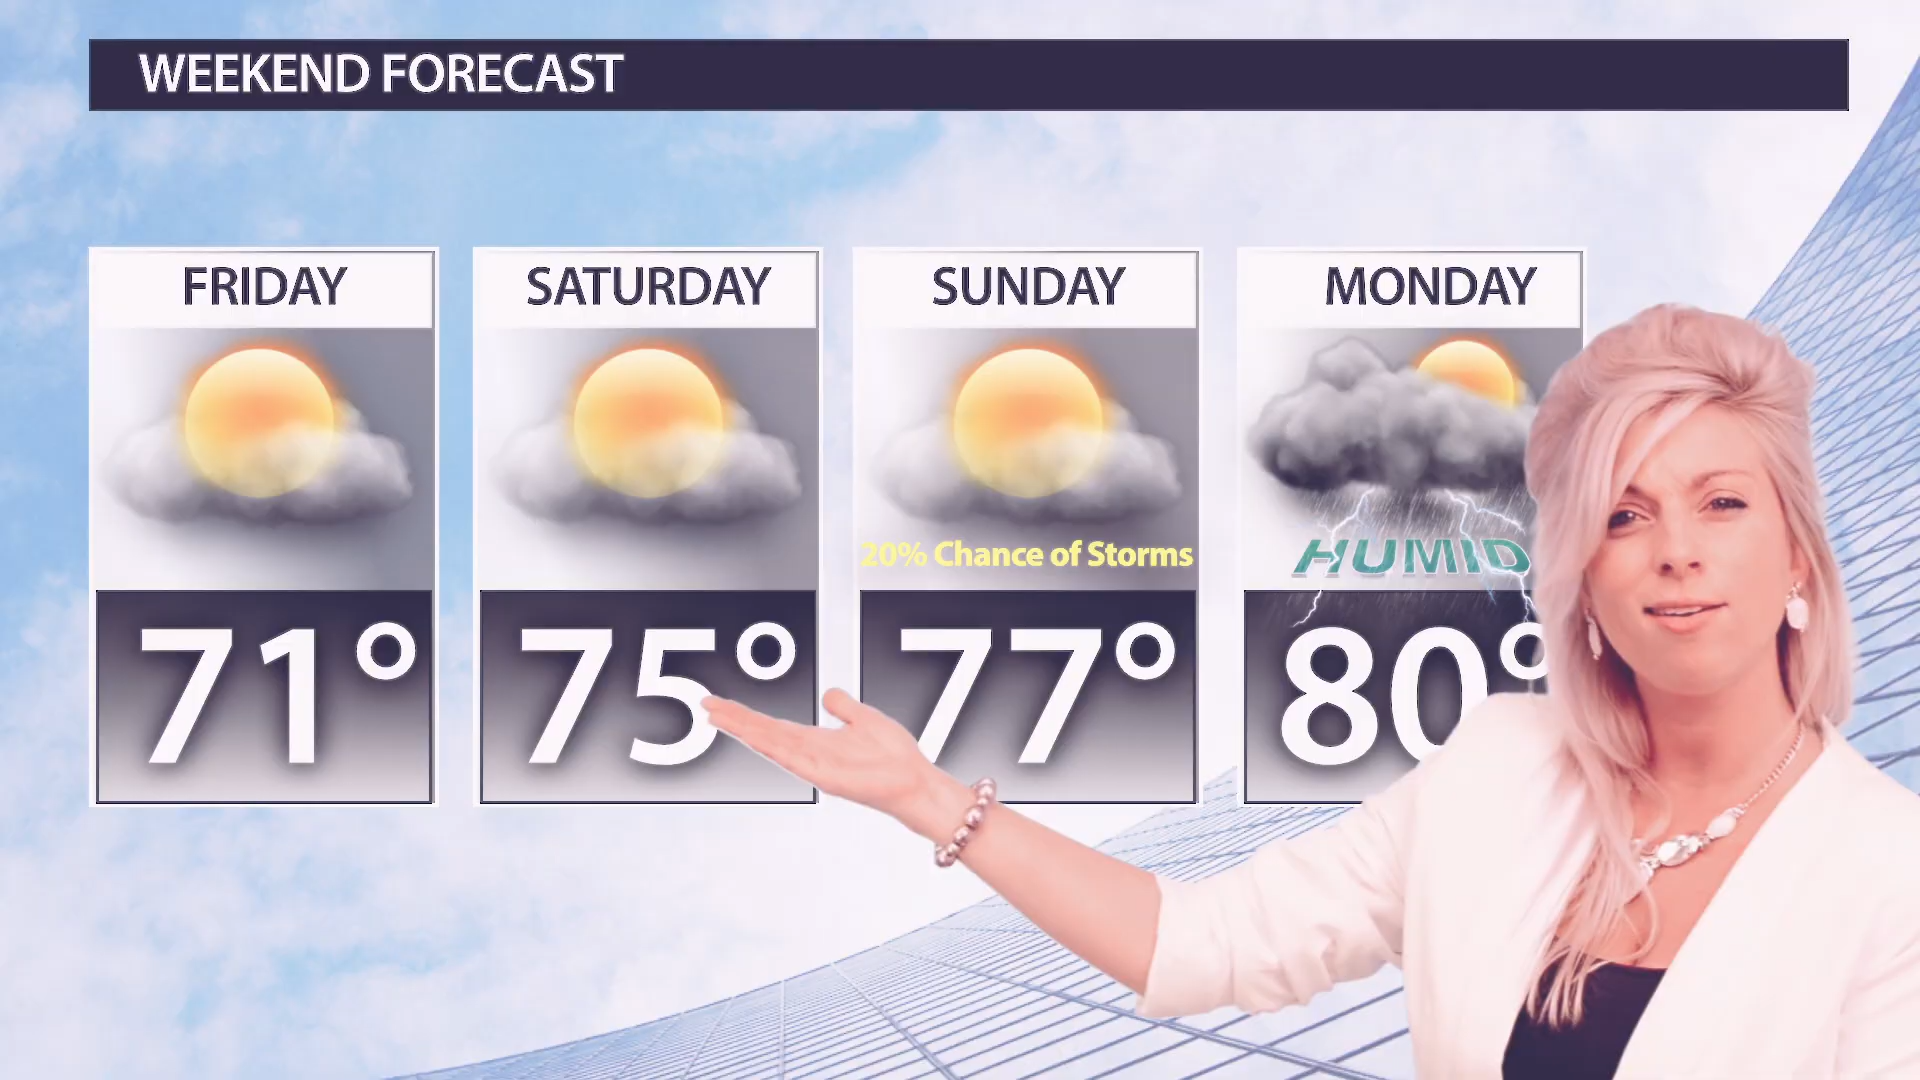 WEEKEND FORECAST
FRIDAY
SATURDAY
SUNDAY
MONDAY
20% Chance of Storms
HUMID
71°
75°
77°
80°